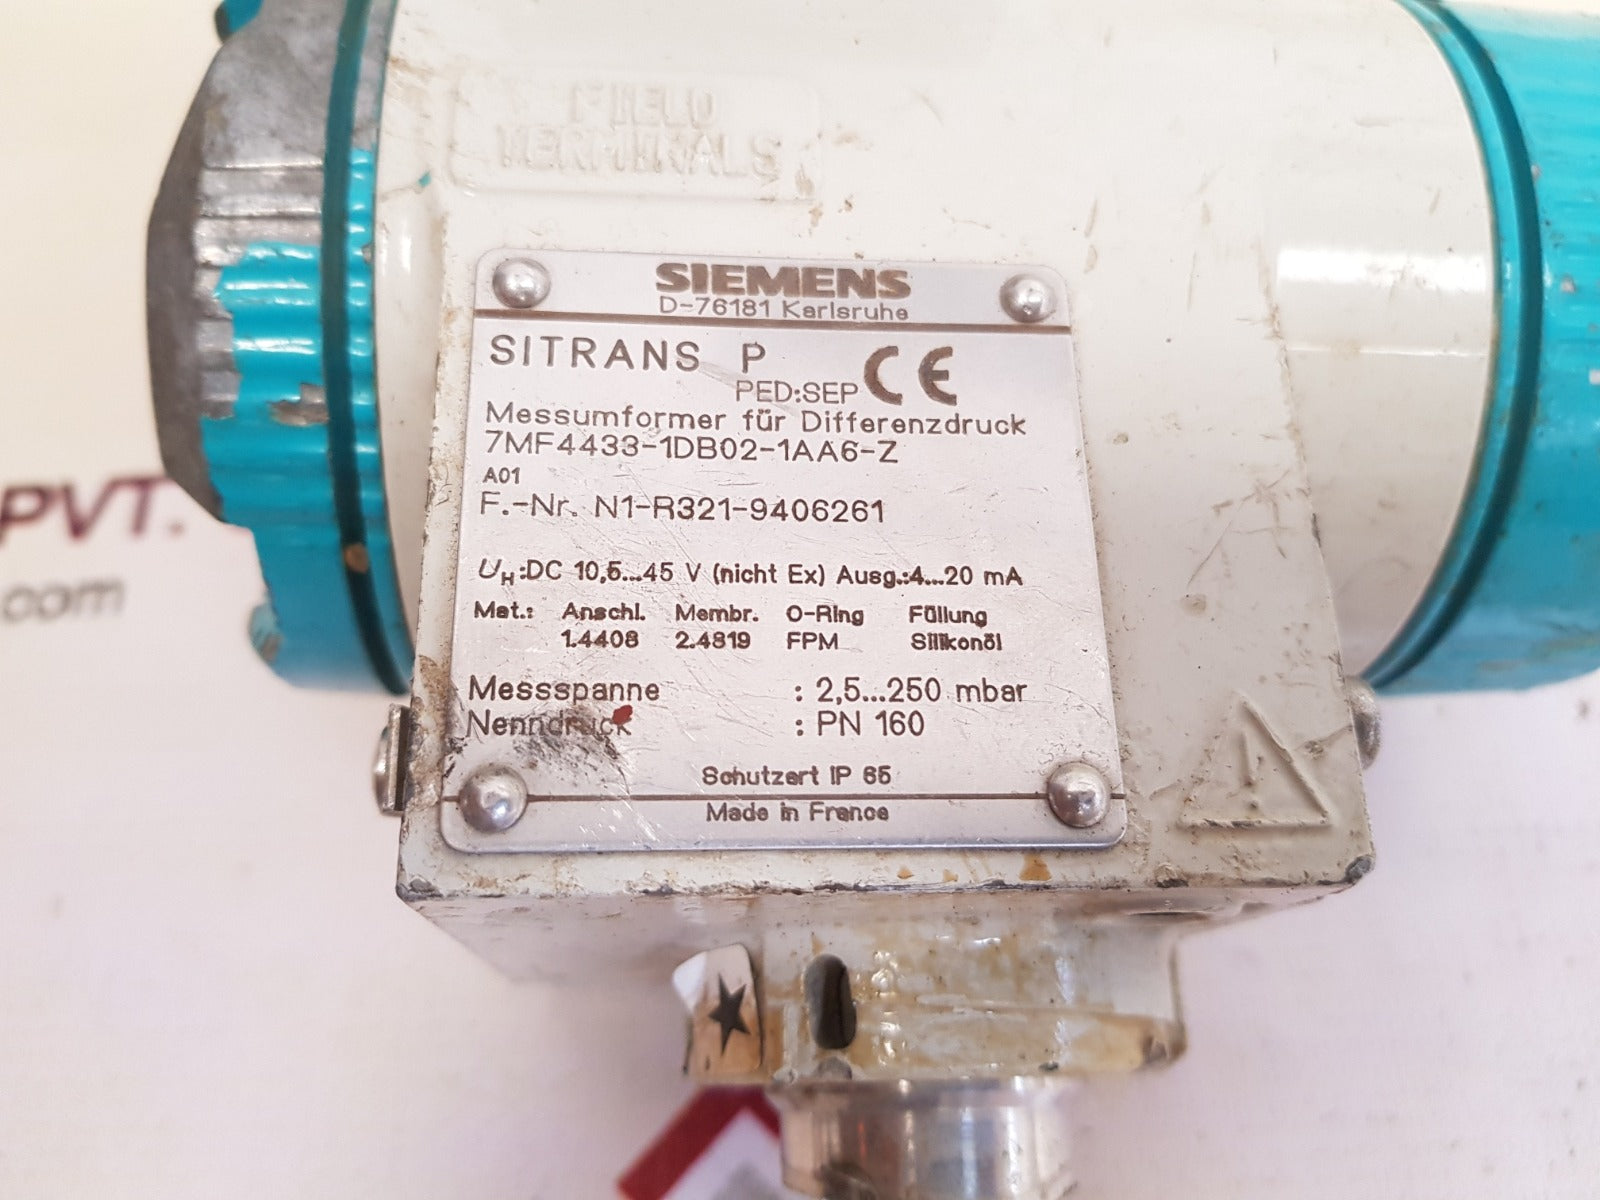 FIELD
TERMINALS
SIEMENS
D-76181 Karlsruhe
SITRANS P
PED:SEP CE
Messumformer für Differenzdruck
7MF4433-1DB02-1AA6-Z
A01
F.-Nr. N1-R321-9406261
UH:DC 10,5...45 V (nicht Ex) Ausg.:4...20 mA
Mat.: Anschl. Membr. O-Ring Füllung
1.4408 2.4819 FPM Silikonöl
Messspanne : 2,5...250 mbar
Nenndruck : PN 160
Schutzart IP 65
Made in France
PVT.
.com